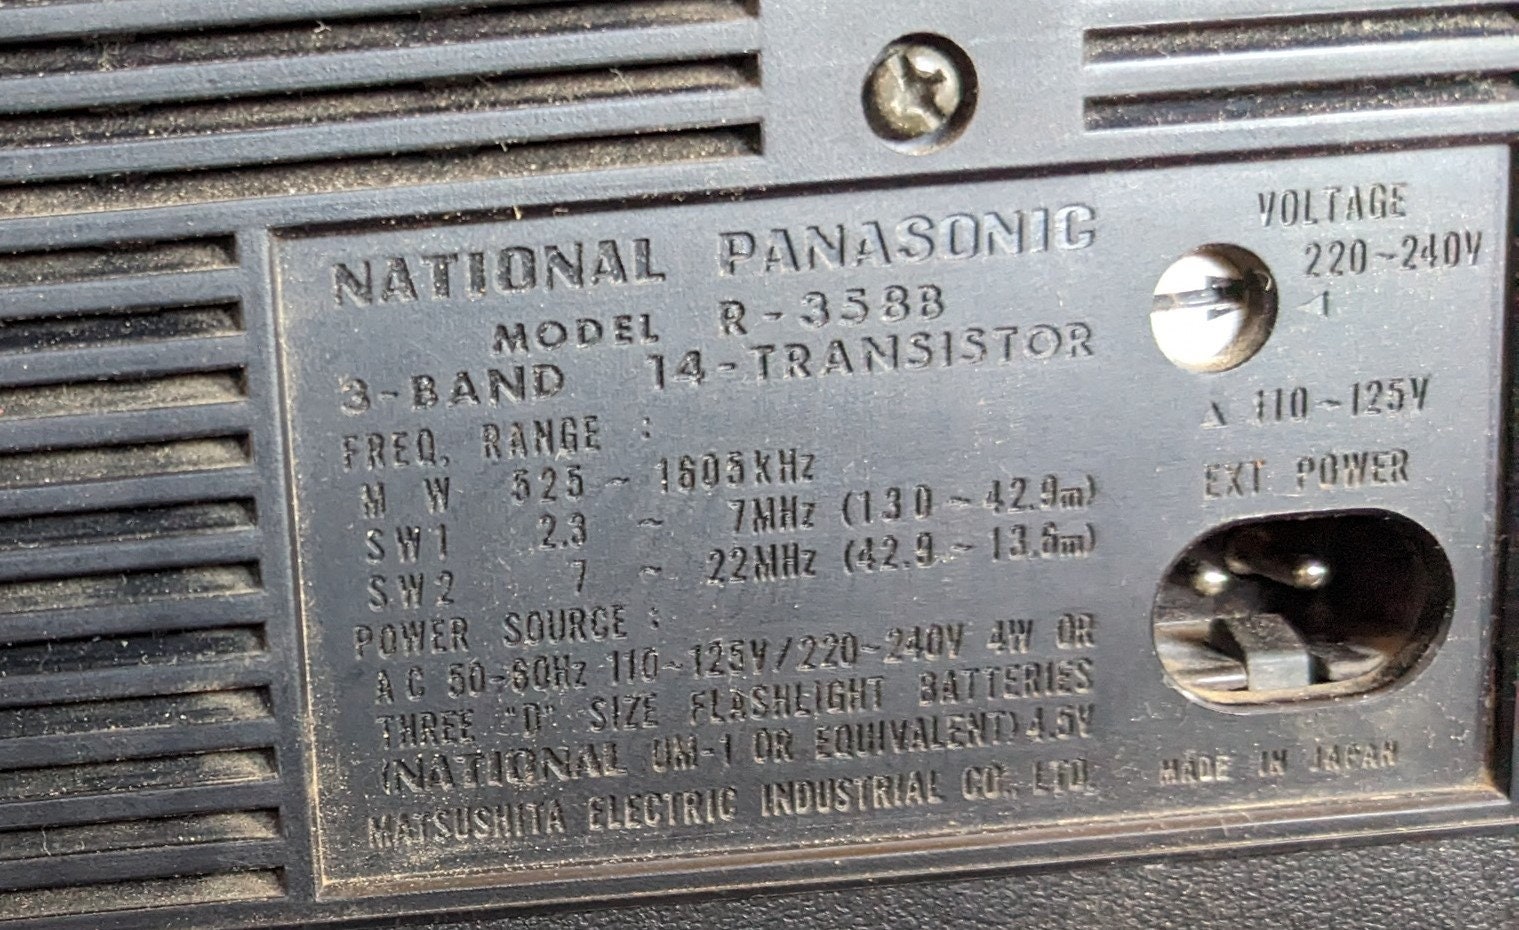 NATIONAL PANASONIC
MODEL R-358B
3-BAND 14-TRANSISTOR
FREQ. RANGE :
MW 525 ~ 1605kHz
SW1 2.3 ~ 7MHz (130 ~ 42.9m)
SW2 7 ~ 22MHz (42.9 ~ 13.6m)
POWER SOURCE :
AC 50~60Hz 110~125V/220~240V 4W OR
THREE "D" SIZE FLASHLIGHT BATTERIES
(NATIONAL UM-1 OR EQUIVALENT) 4.5V
MATSUSHITA ELECTRIC INDUSTRIAL CO., LTD.
VOLTAGE
220~240V
110~125V
EXT POWER
MADE IN JAPAN